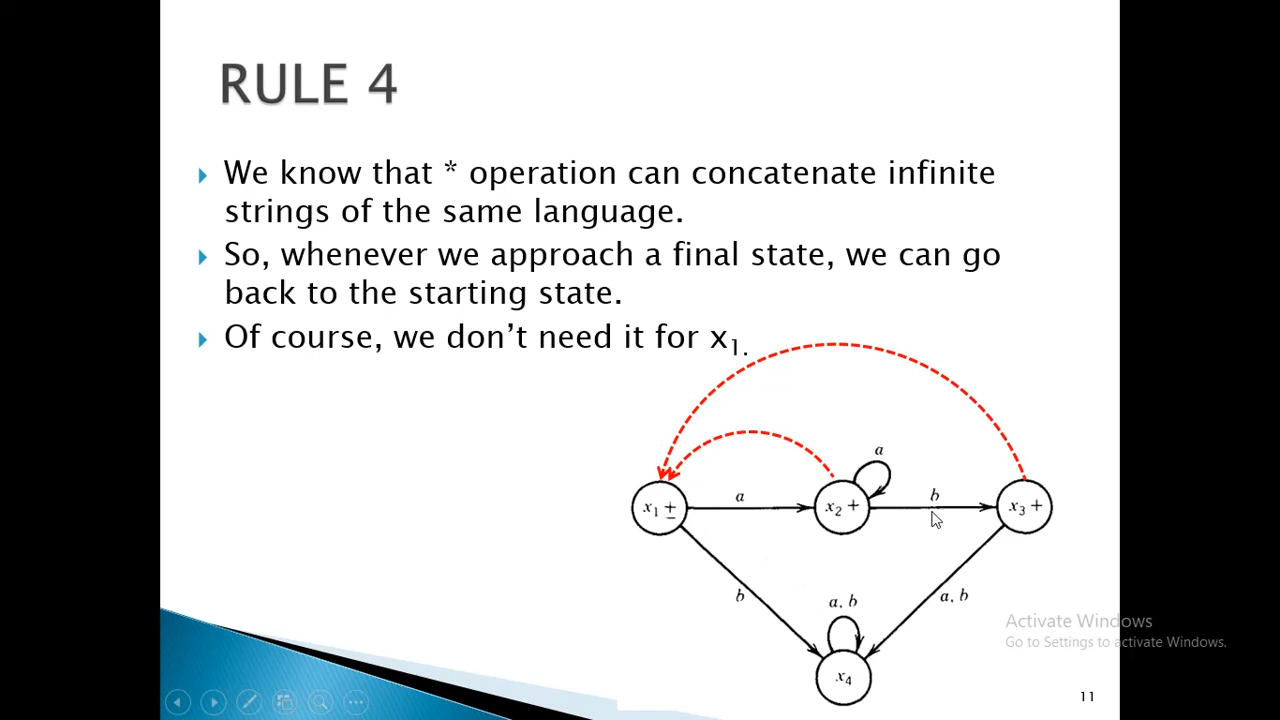 RULE 4
We know that * operation can concatenate infinite
strings of the same language.
So, whenever we approach a final state, we can go
back to the starting state.
Of course, we don't need it for x₁.
a
a
b
x₁ ±
x₂ +
x₃ +
b
a, b
a, b
x₄
Activate Windows
Go to Settings to activate Windows.
11